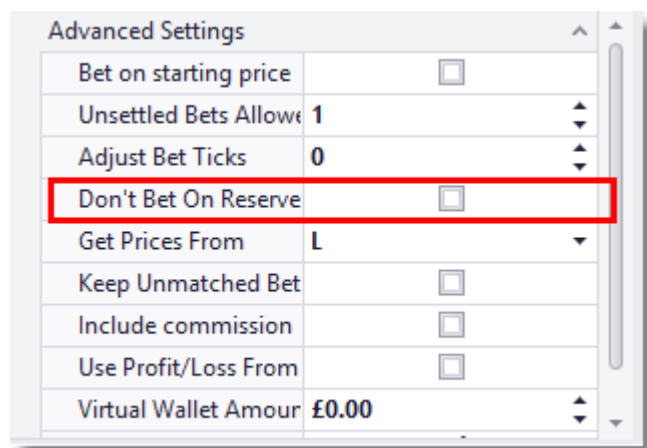 Advanced Settings
Bet on starting price
Unsettled Bets Allowe 1
Adjust Bet Ticks 0
Don't Bet On Reserve
Get Prices From L
Keep Unmatched Bet
Include commission
Use Profit/Loss From
Virtual Wallet Amour £0.00